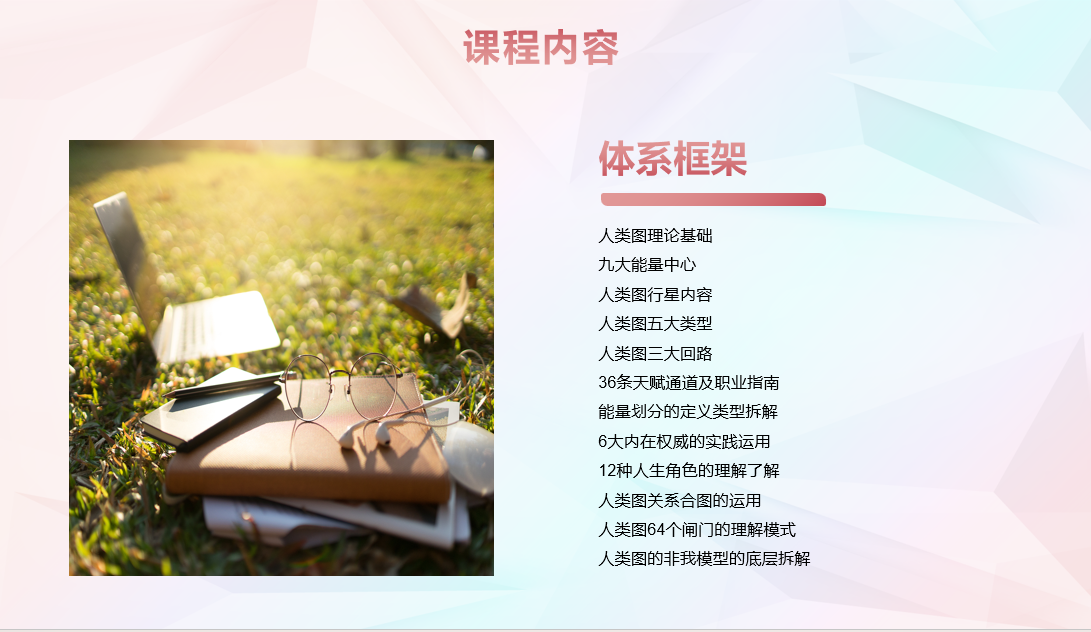 课程内容
体系框架
人类图理论基础
九大能量中心
人类图行星内容
人类图五大类型
人类图三大回路
36条天赋通道及职业指南
能量划分的定义类型拆解
6大内在权威的实践运用
12种人生角色的理解了解
人类图关系合图的运用
人类图64个闸门的理解模式
人类图的非我模型的底层拆解